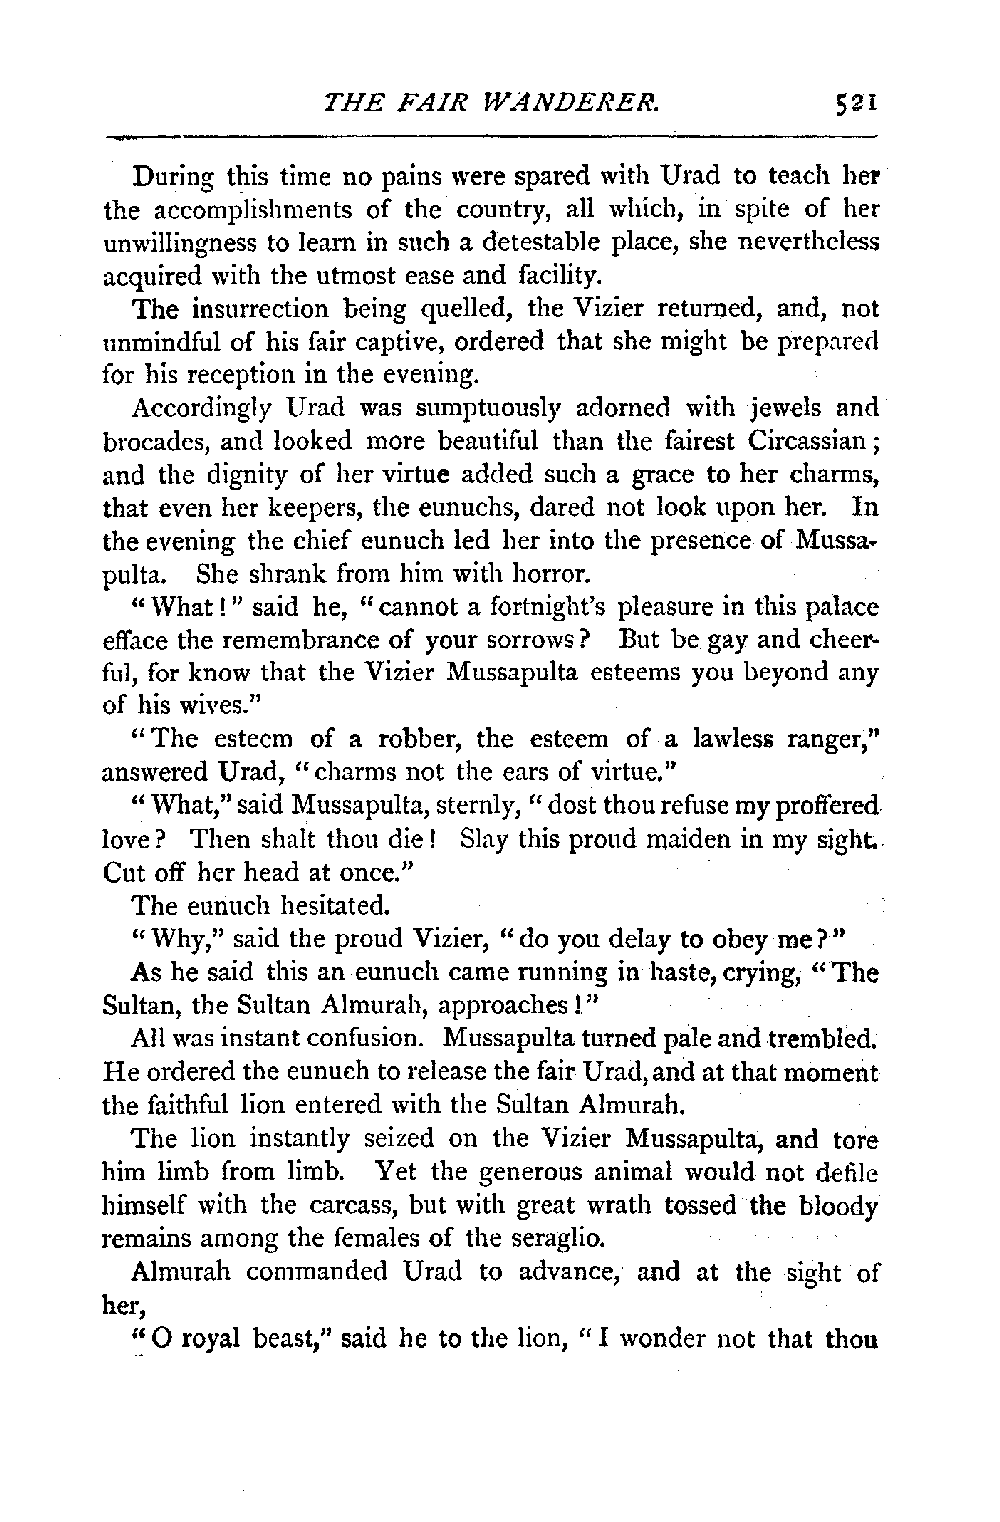 THE FAIR WANDERER. 521
During this time no pains were spared with Urad to teach her
the accomplishments of the country, all which, in spite of her
unwillingness to learn in such a detestable place, she nevertheless
acquired with the utmost ease and facility.
The insurrection being quelled, the Vizier returned, and, not
unmindful of his fair captive, ordered that she might be prepared
for his reception in the evening.
Accordingly Urad was sumptuously adorned with jewels and
brocades, and looked more beautiful than the fairest Circassian;
and the dignity of her virtue added such a grace to her charms,
that even her keepers, the eunuchs, dared not look upon her. In
the evening the chief eunuch led her into the presence of Mussa-
pulta. She shrank from him with horror.
"What!" said he, "cannot a fortnight's pleasure in this palace
efface the remembrance of your sorrows? But be gay and cheer-
ful, for know that the Vizier Mussapulta esteems you beyond any
of his wives."
"The esteem of a robber, the esteem of a lawless ranger,"
answered Urad, "charms not the ears of virtue."
"What," said Mussapulta, sternly, "dost thou refuse my proffered
love? Then shalt thou die! Slay this proud maiden in my sight.
Cut off her head at once."
The eunuch hesitated.
"Why," said the proud Vizier, "do you delay to obey me?"
As he said this an eunuch came running in haste, crying, "The
Sultan, the Sultan Almurah, approaches!"
All was instant confusion. Mussapulta turned pale and trembled.
He ordered the eunuch to release the fair Urad, and at that moment
the faithful lion entered with the Sultan Almurah.
The lion instantly seized on the Vizier Mussapulta, and tore
him limb from limb. Yet the generous animal would not defile
himself with the carcass, but with great wrath tossed the bloody
remains among the females of the seraglio.
Almurah commanded Urad to advance, and at the sight of
her,
"O royal beast," said he to the lion, "I wonder not that thou